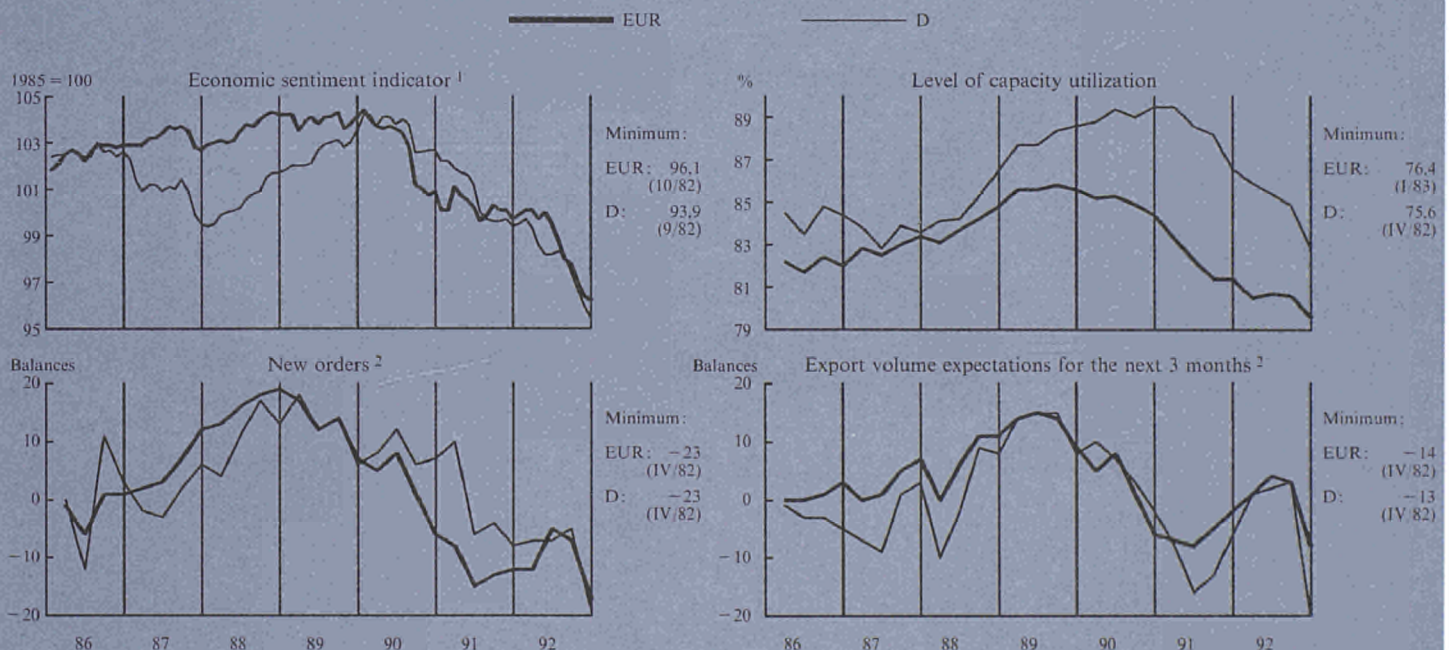 EUR D
1985 = 100 Economic sentiment indicator ¹
105
103
101
99
97
95
Minimum:
EUR: 96,1
(10/82)
D: 93,9
(9/82)
% Level of capacity utilization
89
87
85
83
81
79
Minimum:
EUR: 76,4
(I/83)
D: 75,6
(IV/82)
Balances New orders ²
20
10
0
−10
−20
86 87 88 89 90 91 92
Minimum:
EUR: −23
(IV/82)
D: −23
(IV/82)
Balances Export volume expectations for the next 3 months ²
20
10
0
−10
−20
86 87 88 89 90 91 92
Minimum:
EUR: −14
(IV/82)
D: −13
(IV/82)